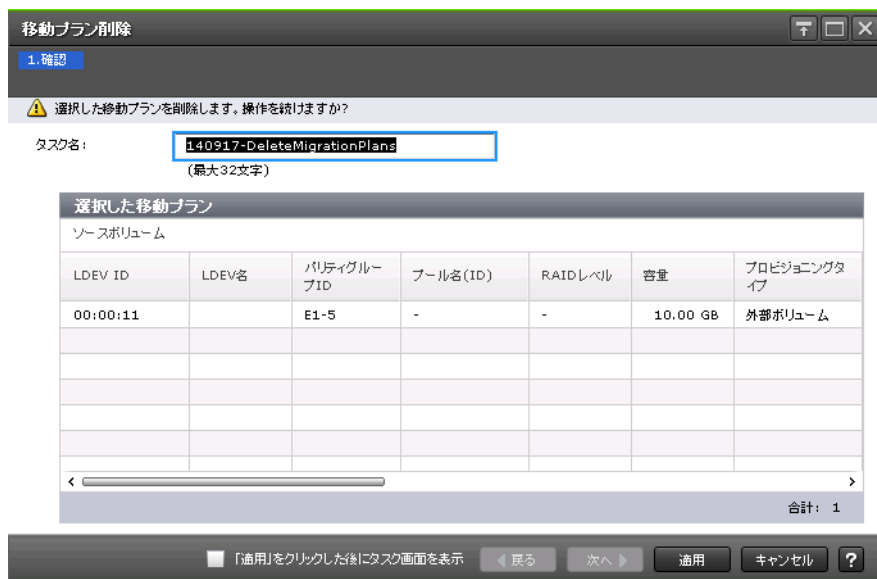 移動プラン削除
1.確認
選択した移動プランを削除します。操作を続けますか?
タスク名:
140917-DeleteMigrationPlans
(最大32文字)
選択した移動プラン
ソースボリューム
LDEV ID
LDEV名
パリティグルー
プID
プール名(ID)
RAIDレベル
容量
プロビジョニングタ
イプ
00:00:11
E1-5
-
-
10.00 GB
外部ボリューム
合計: 1
「適用」をクリックした後にタスク画面を表示
戻る
次へ
適用
キャンセル
?